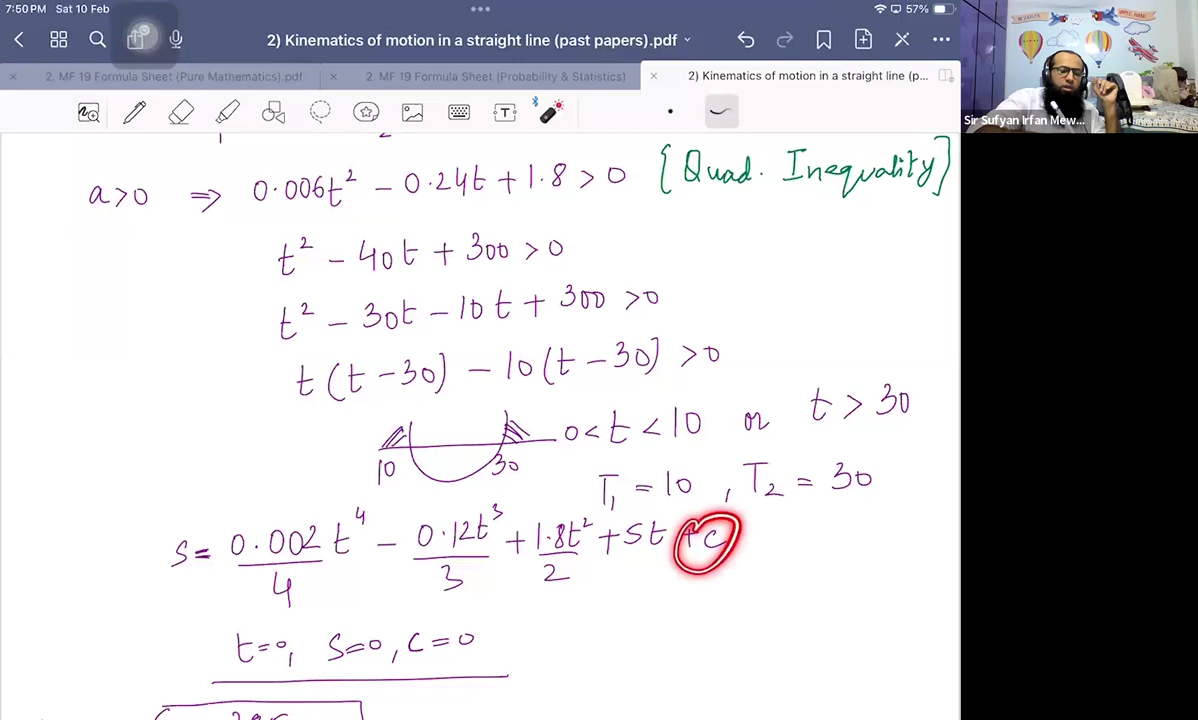 7:50 PM Sat 10 Feb
57%
2) Kinematics of motion in a straight line (past papers).pdf
2. MF 19 Formula Sheet (Pure Mathematics).pdf
2. MF 19 Formula Sheet (Probability & Statistics)
2) Kinematics of motion in a straight line (p...
Sir Sufyan Irfan Mew...
a>0 ⇒ 0.006t² - 0.24t + 1.8 > 0 [Quad. Inequality]
t² - 40t + 300 > 0
t² - 30t - 10t + 300 > 0
t(t - 30) - 10(t - 30) > 0
10 30 0 < t < 10 or t > 30
T₁ = 10, T₂ = 30
s = 0.002t⁴/4 - 0.12t³/3 + 1.8t²/2 + 5t + c
t=0, s=0, c=0